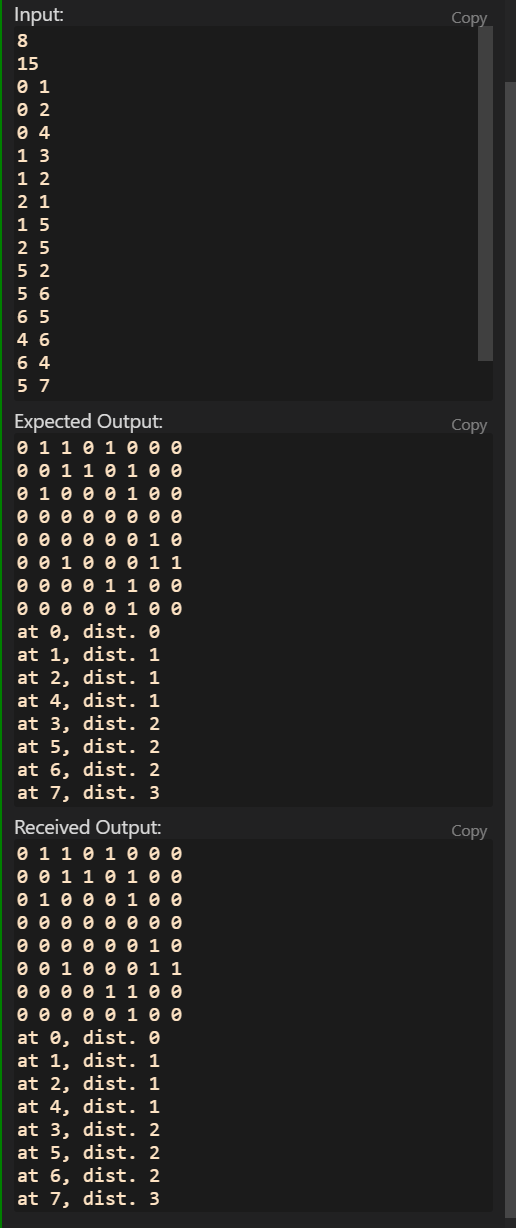 Input:
Copy
8
15
0 1
0 2
0 4
1 3
1 2
2 1
1 5
2 5
5 2
5 6
6 5
4 6
6 4
5 7
Expected Output:
Copy
0 1 1 0 1 0 0 0
0 0 1 1 0 1 0 0
0 1 0 0 0 1 0 0
0 0 0 0 0 0 0 0
0 0 0 0 0 0 1 0
0 0 1 0 0 0 1 1
0 0 0 0 1 1 0 0
0 0 0 0 0 1 0 0
at 0, dist. 0
at 1, dist. 1
at 2, dist. 1
at 4, dist. 1
at 3, dist. 2
at 5, dist. 2
at 6, dist. 2
at 7, dist. 3
Received Output:
Copy
0 1 1 0 1 0 0 0
0 0 1 1 0 1 0 0
0 1 0 0 0 1 0 0
0 0 0 0 0 0 0 0
0 0 0 0 0 0 1 0
0 0 1 0 0 0 1 1
0 0 0 0 1 1 0 0
0 0 0 0 0 1 0 0
at 0, dist. 0
at 1, dist. 1
at 2, dist. 1
at 4, dist. 1
at 3, dist. 2
at 5, dist. 2
at 6, dist. 2
at 7, dist. 3